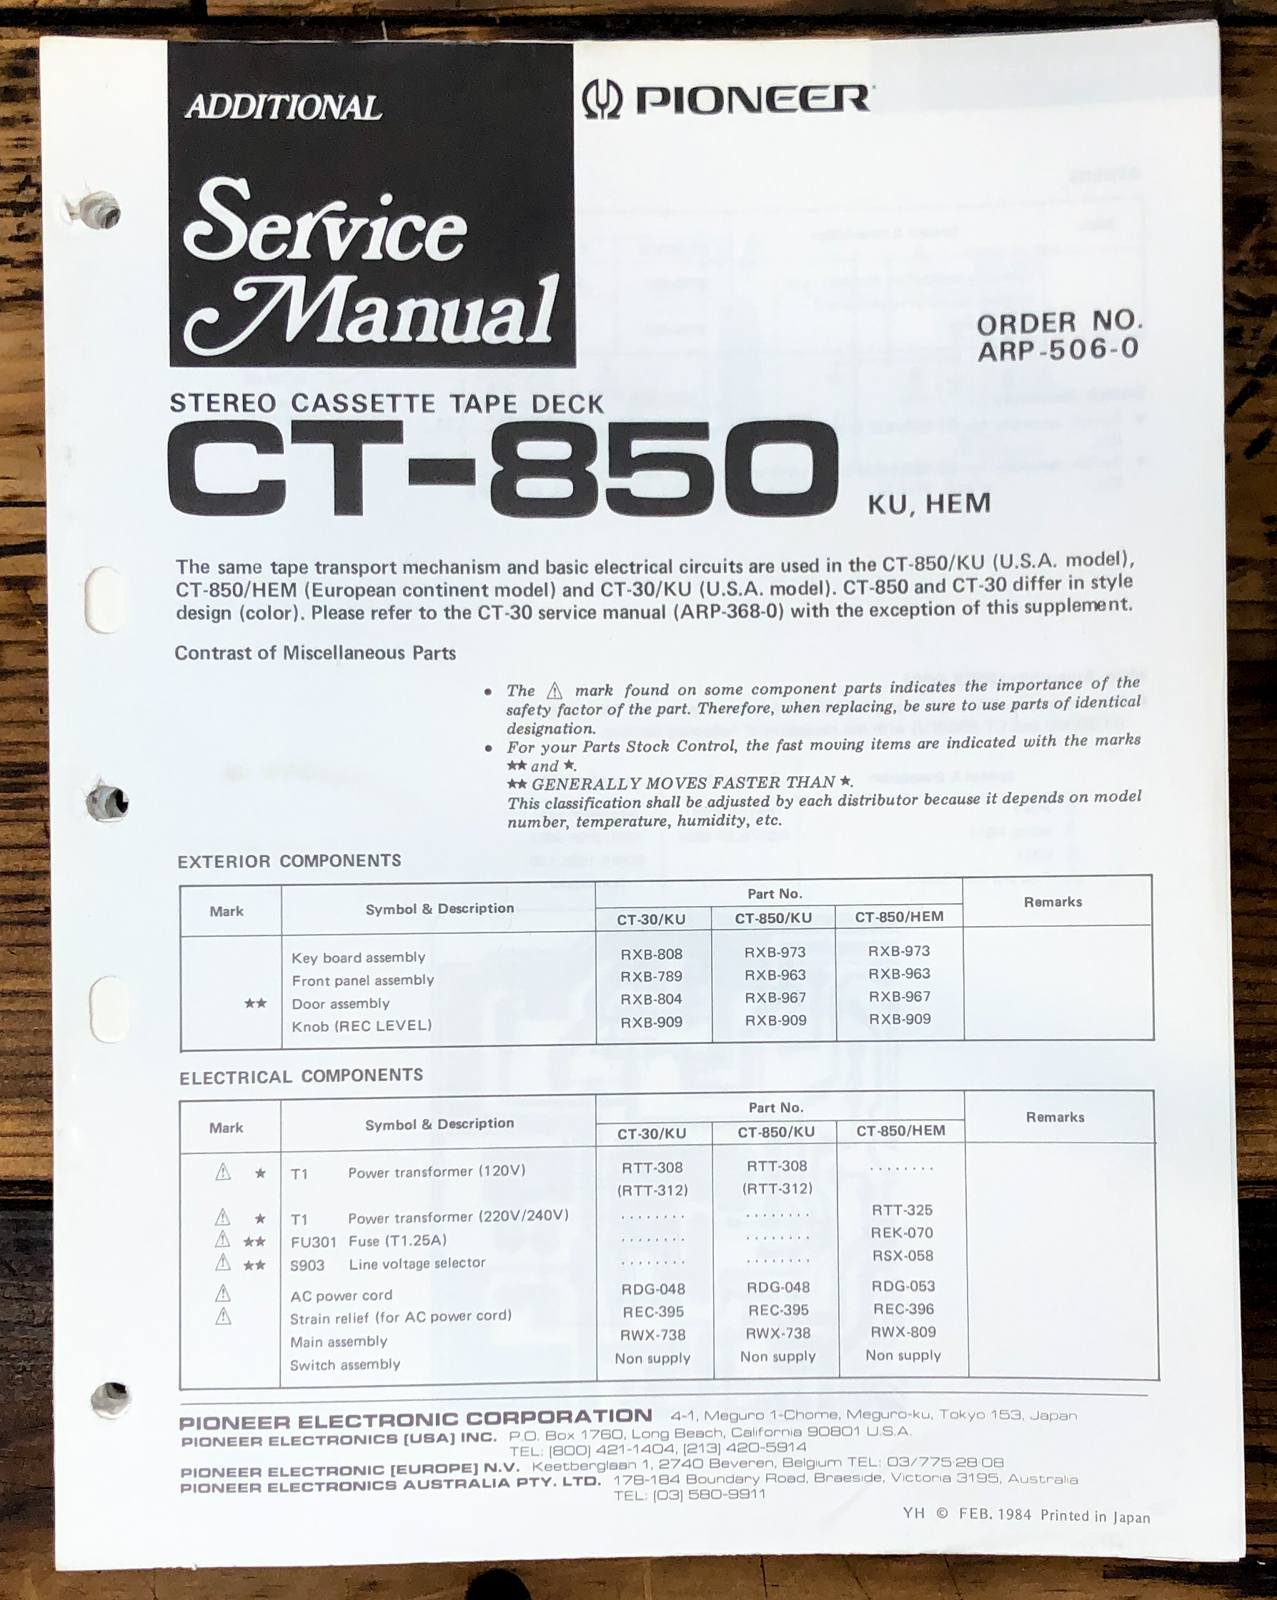 ADDITIONAL
Service
Manual
PIONEER
ORDER NO.
ARP-506-0
STEREO CASSETTE TAPE DECK
CT-850 KU, HEM
The same tape transport mechanism and basic electrical circuits are used in the CT-850/KU (U.S.A. model),
CT-850/HEM (European continent model) and CT-30/KU (U.S.A. model). CT-850 and CT-30 differ in style
design (color). Please refer to the CT-30 service manual (ARP-368-0) with the exception of this supplement.
Contrast of Miscellaneous Parts
• The ⚠ mark found on some component parts indicates the importance of the
safety factor of the part. Therefore, when replacing, be sure to use parts of identical
designation.
• For your Parts Stock Control, the fast moving items are indicated with the marks
★★ and ★.
★★ GENERALLY MOVES FASTER THAN ★.
This classification shall be adjusted by each distributor because it depends on model
number, temperature, humidity, etc.
EXTERIOR COMPONENTS
Mark Symbol & Description Part No. Remarks
CT-30/KU CT-850/KU CT-850/HEM
Key board assembly RXB-808 RXB-973 RXB-973
Front panel assembly RXB-789 RXB-963 RXB-963
★★ Door assembly RXB-804 RXB-967 RXB-967
Knob (REC LEVEL) RXB-909 RXB-909 RXB-909
ELECTRICAL COMPONENTS
Mark Symbol & Description Part No. Remarks
CT-30/KU CT-850/KU CT-850/HEM
⚠ ★ T1 Power transformer (120V) RTT-308 RTT-308 ........
(RTT-312) (RTT-312)
⚠ ★ T1 Power transformer (220V/240V) ........ ........ RTT-325
⚠ ★★ FU301 Fuse (T1.25A) ........ ........ REK-070
⚠ ★★ S903 Line voltage selector ........ ........ RSX-058
⚠ AC power cord RDG-048 RDG-048 RDG-053
⚠ Strain relief (for AC power cord) REC-395 REC-395 REC-396
Main assembly RWX-738 RWX-738 RWX-809
Switch assembly Non supply Non supply Non supply
PIONEER ELECTRONIC CORPORATION 4-1, Meguro 1-Chome, Meguro-ku, Tokyo 153, Japan
PIONEER ELECTRONICS [USA] INC. P.O. Box 1760, Long Beach, California 90801 U.S.A.
TEL: [800] 421-1404, [213] 420-5914
PIONEER ELECTRONIC [EUROPE] N.V. Keetberglaan 1, 2740 Beveren, Belgium TEL: 03/775·28·08
PIONEER ELECTRONICS AUSTRALIA PTY. LTD. 178-184 Boundary Road, Braeside, Victoria 3195, Australia
TEL: [03] 580-9911
YH © FEB. 1984 Printed in Japan